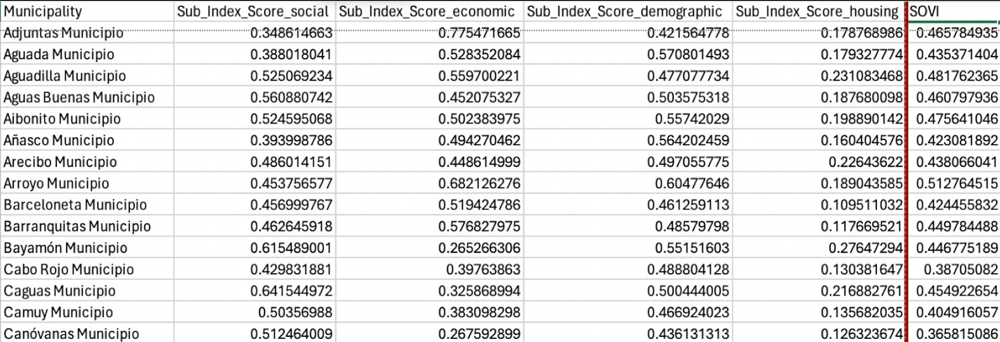 Municipality Sub_Index_Score_social Sub_Index_Score_economic Sub_Index_Score_demographic Sub_Index_Score_housing SOVI
Adjuntas Municipio 0.348614663 0.775471665 0.421564778 0.178768986 0.465784935
Aguada Municipio 0.388018041 0.528352084 0.570801493 0.179327774 0.435371404
Aguadilla Municipio 0.525069234 0.559700221 0.477077734 0.231083468 0.481762365
Aguas Buenas Municipio 0.560880742 0.452075327 0.503575318 0.187680098 0.460797936
Aibonito Municipio 0.524595068 0.502383975 0.55742029 0.198890142 0.475641046
Añasco Municipio 0.393998786 0.494270462 0.564202459 0.160404576 0.423081892
Arecibo Municipio 0.486014151 0.448614999 0.497055775 0.22643622 0.438066041
Arroyo Municipio 0.453756577 0.682126276 0.60477646 0.189043585 0.512764515
Barceloneta Municipio 0.456999767 0.519424786 0.461259113 0.109511032 0.424455832
Barranquitas Municipio 0.462645918 0.576827975 0.48579798 0.117669521 0.449784488
Bayamón Municipio 0.615489001 0.265266306 0.55151603 0.27647294 0.446775189
Cabo Rojo Municipio 0.429831881 0.39763863 0.488804128 0.130381647 0.38705082
Caguas Municipio 0.641544972 0.325868994 0.500444005 0.216882761 0.454922654
Camuy Municipio 0.50356988 0.383098298 0.466924023 0.135682035 0.404916057
Canóvanas Municipio 0.512464009 0.267592899 0.436131313 0.126323674 0.365815086